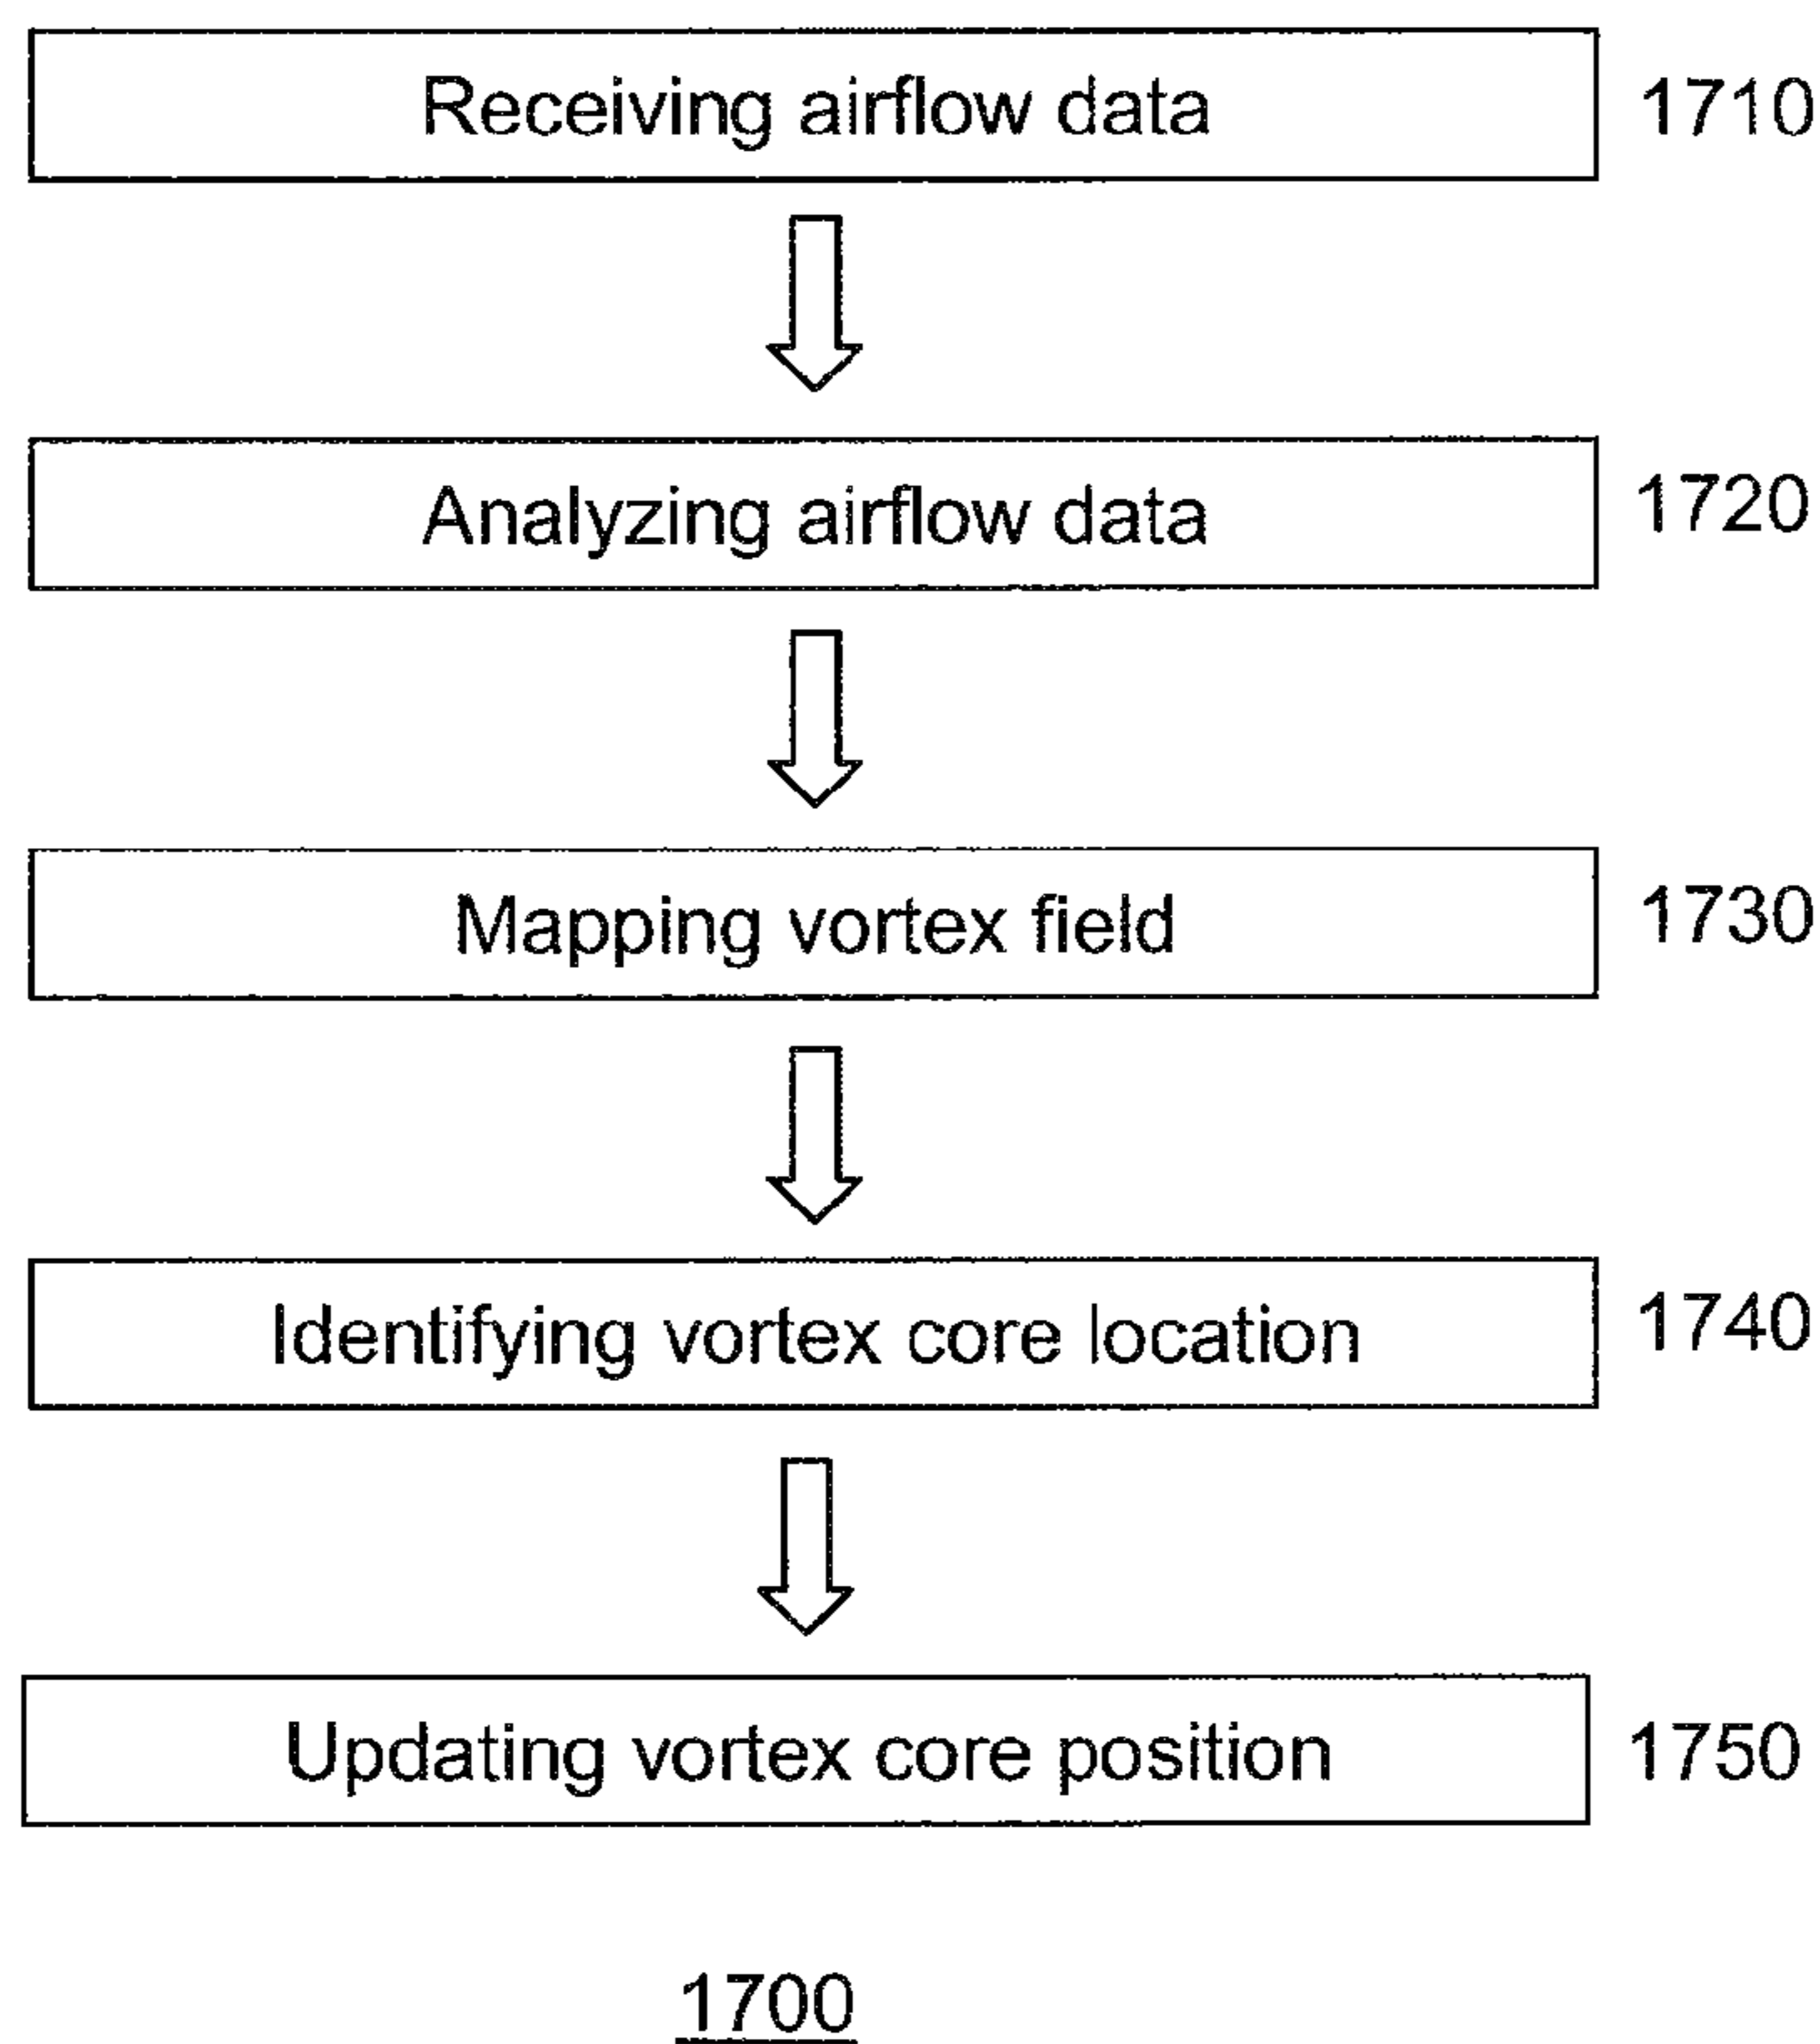 Receiving airflow data 1710
Analyzing airflow data 1720
Mapping vortex field 1730
Identifying vortex core location 1740
Updating vortex core position 1750
1700